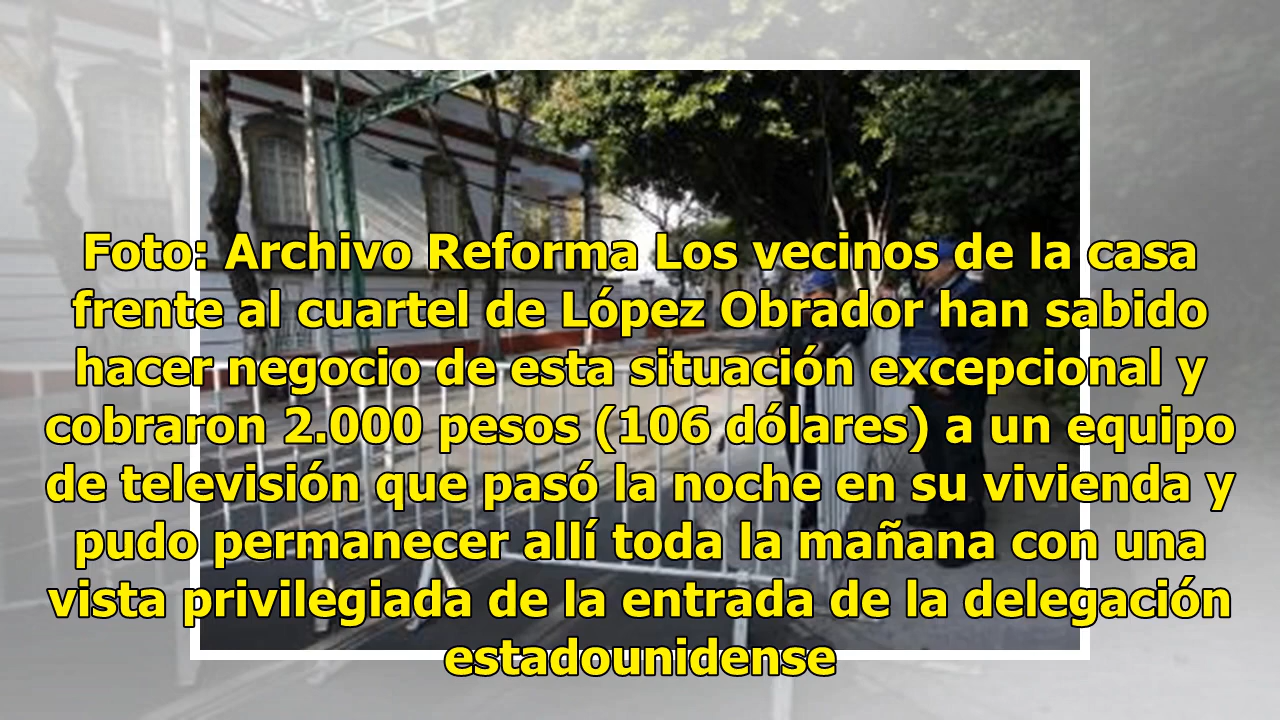 Foto: Archivo Reforma Los vecinos de la casa
frente al cuartel de López Obrador han sabido
hacer negocio de esta situación excepcional y
cobraron 2.000 pesos (106 dólares) a un equipo
de televisión que pasó la noche en su vivienda y
pudo permanecer allí toda la mañana con una
vista privilegiada de la entrada de la delegación
estadounidense